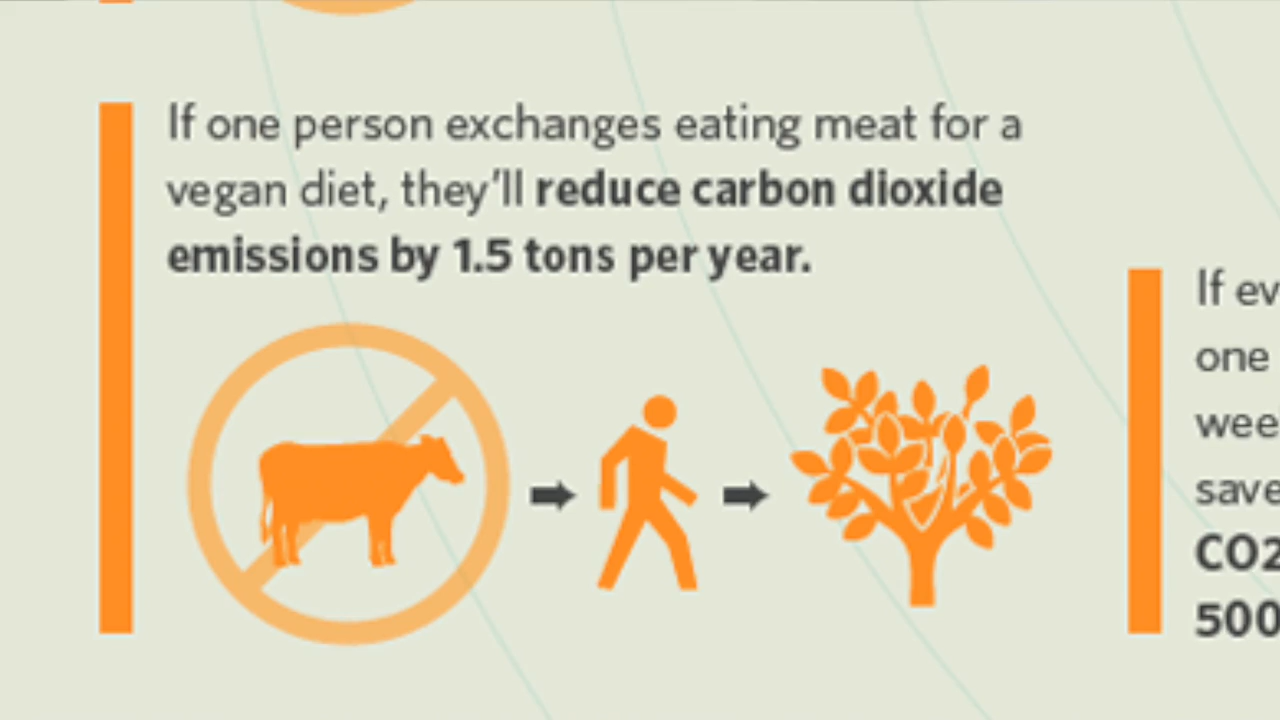 If one person exchanges eating meat for a
vegan diet, they’ll reduce carbon dioxide
emissions by 1.5 tons per year.
If ev
one
wee
save
CO2
500